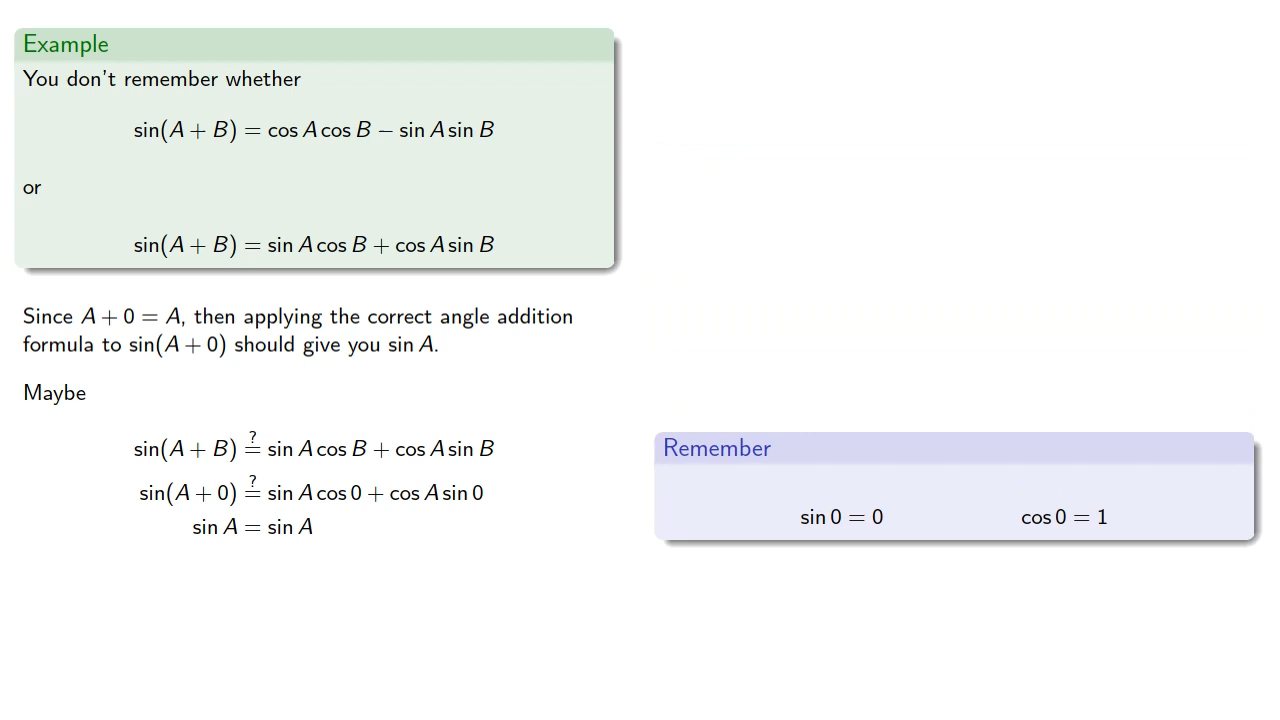 Example
You don't remember whether
sin(A + B) = cos A cos B − sin A sin B
or
sin(A + B) = sin A cos B + cos A sin B
Since A + 0 = A, then applying the correct angle addition
formula to sin(A + 0) should give you sin A.
Maybe
sin(A + B) ≟ sin A cos B + cos A sin B
sin(A + 0) ≟ sin A cos 0 + cos A sin 0
sin A = sin A
Remember
sin 0 = 0 cos 0 = 1